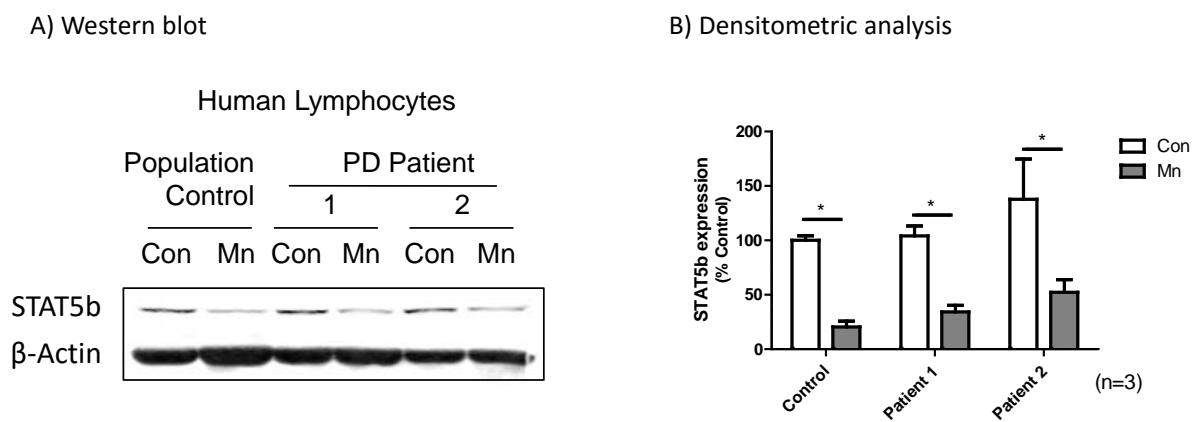 A) Western blot
Human Lymphocytes
Population
Control
PD Patient
1
2
Con Mn Con Mn Con Mn
STAT5b
β-Actin
B) Densitometric analysis
STAT5b expression
(% Control)
200
150
100
50
0
*
*
*
Con
Mn
Control
Patient 1
Patient 2
(n=3)